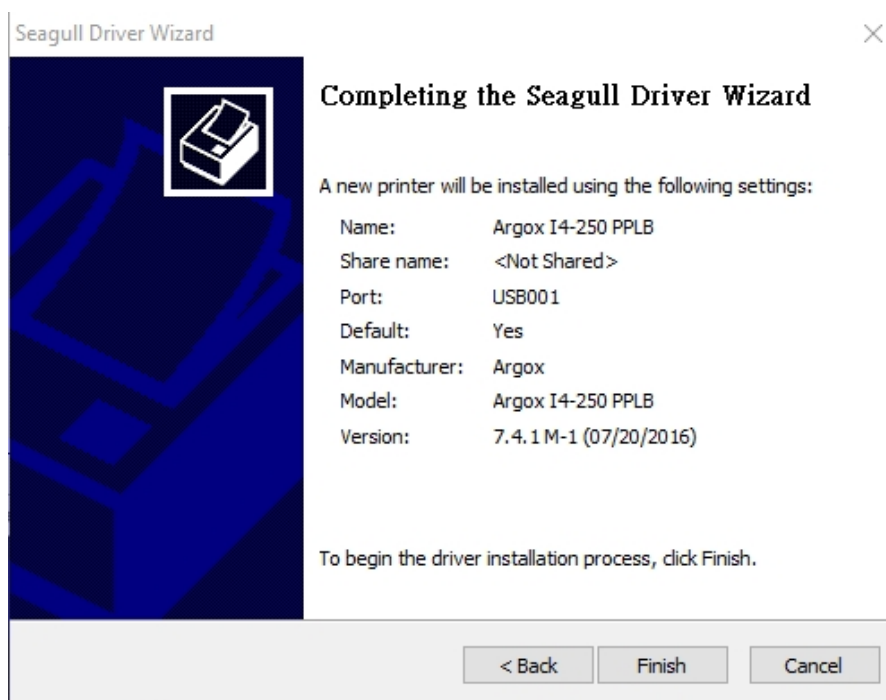 Seagull Driver Wizard
Completing the Seagull Driver Wizard
A new printer will be installed using the following settings:
Name: Argox I4-250 PPLB
Share name: <Not Shared>
Port: USB001
Default: Yes
Manufacturer: Argox
Model: Argox I4-250 PPLB
Version: 7.4.1 M-1 (07/20/2016)
To begin the driver installation process, click Finish.
< Back Finish Cancel